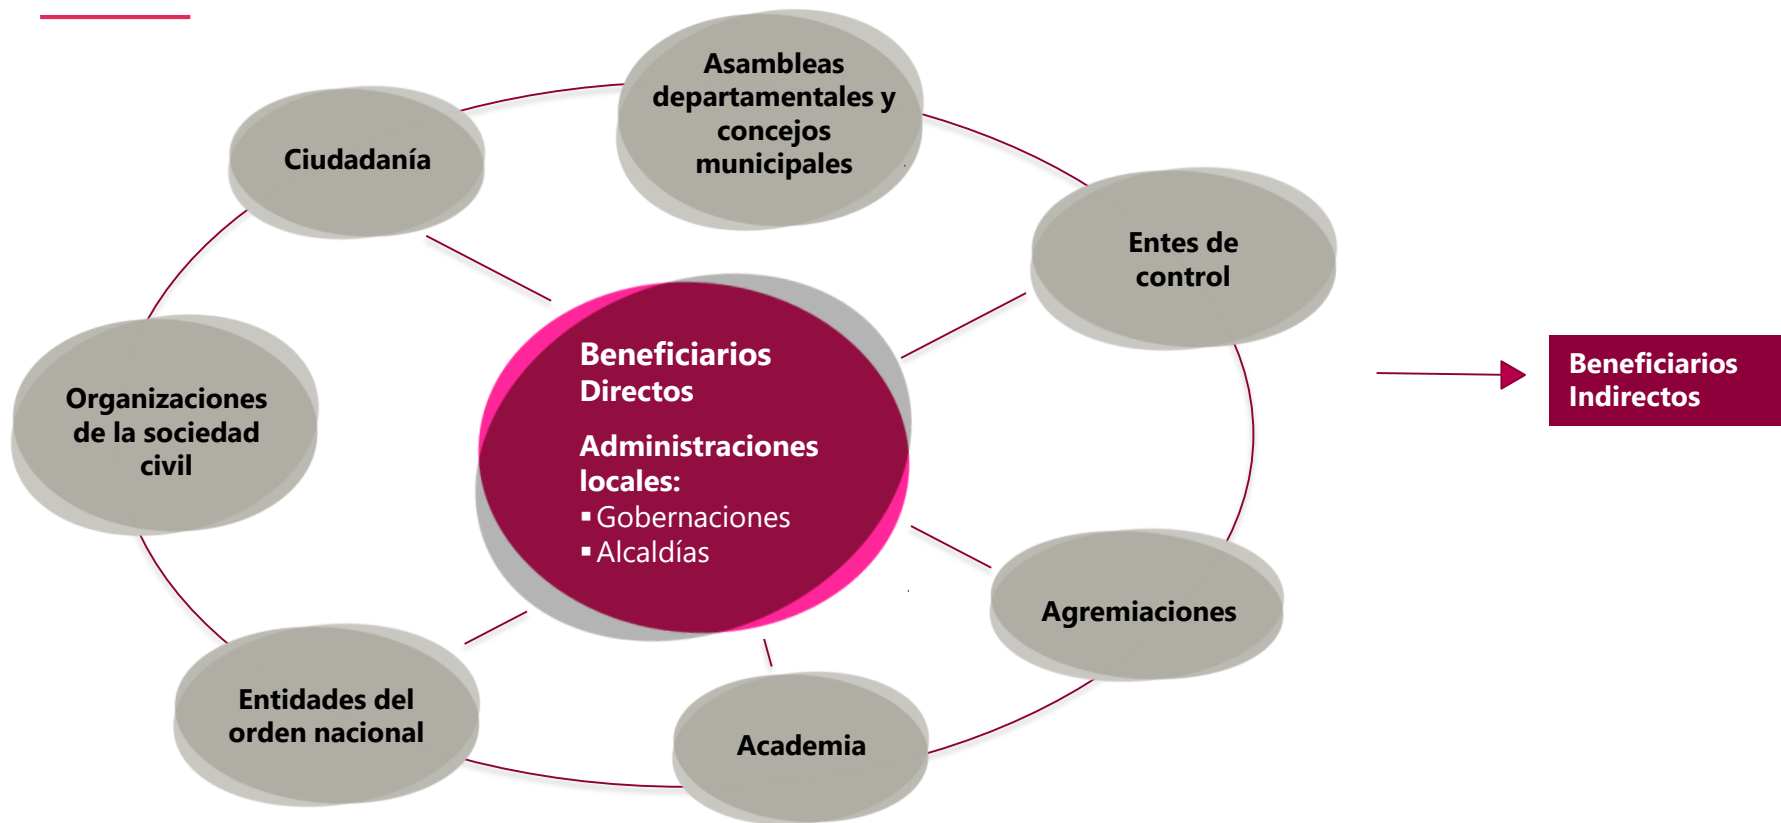 Asambleas
departamentales y
concejos
municipales
Ciudadanía
Entes de
control
Beneficiarios
Directos
Administraciones
locales:
▪ Gobernaciones
▪ Alcaldías
Beneficiarios
Indirectos
Organizaciones
de la sociedad
civil
Agremiaciones
Entidades del
orden nacional
Academia